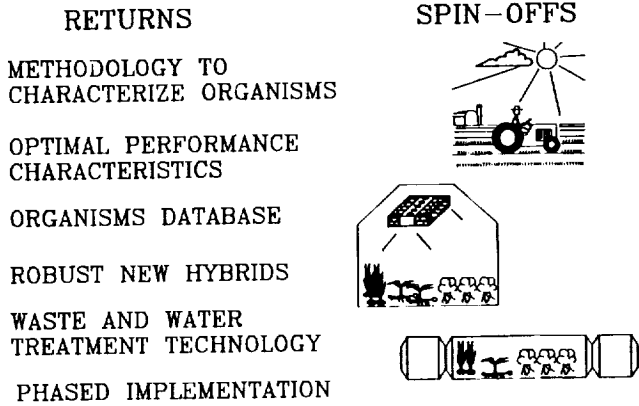 RETURNS
SPIN-OFFS
METHODOLOGY TO
CHARACTERIZE ORGANISMS
OPTIMAL PERFORMANCE
CHARACTERISTICS
ORGANISMS DATABASE
ROBUST NEW HYBRIDS
WASTE AND WATER
TREATMENT TECHNOLOGY
PHASED IMPLEMENTATION